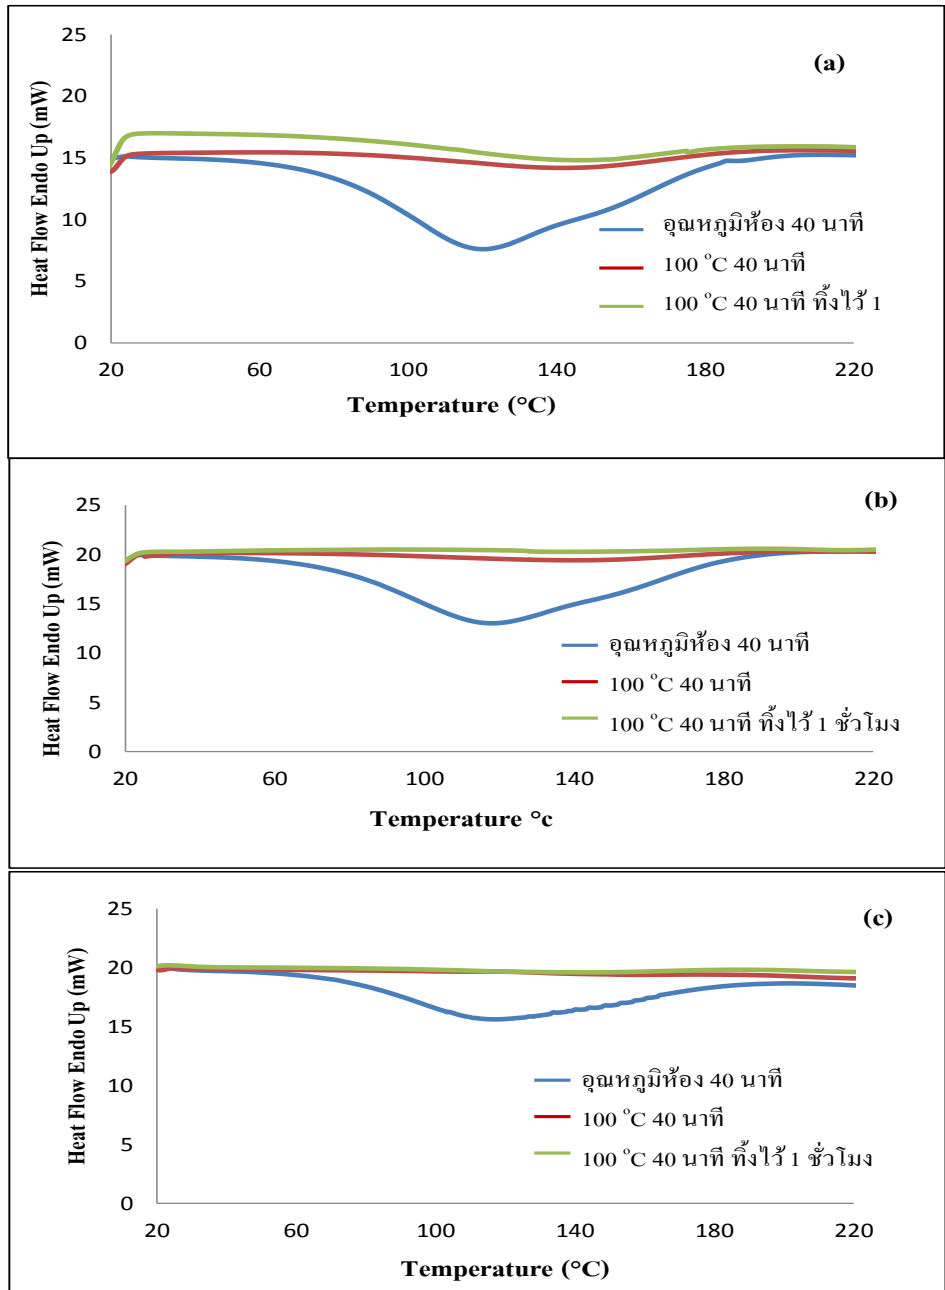 (a)
Heat Flow Endo Up (mW)
25
20
15
10
5
0
20 60 100 140 180 220
Temperature (°C)
อุณหภูมิห้อง 40 นาที
100 °C 40 นาที
100 °C 40 นาที ทิ้งไว้ 1
(b)
Heat Flow Endo Up (mW)
25
20
15
10
5
0
20 60 100 140 180 220
Temperature °c
อุณหภูมิห้อง 40 นาที
100 °C 40 นาที
100 °C 40 นาที ทิ้งไว้ 1 ชั่วโมง
(c)
Heat Flow Endo Up (mW)
25
20
15
10
5
0
20 60 100 140 180 220
Temperature (°C)
อุณหภูมิห้อง 40 นาที
100 °C 40 นาที
100 °C 40 นาที ทิ้งไว้ 1 ชั่วโมง